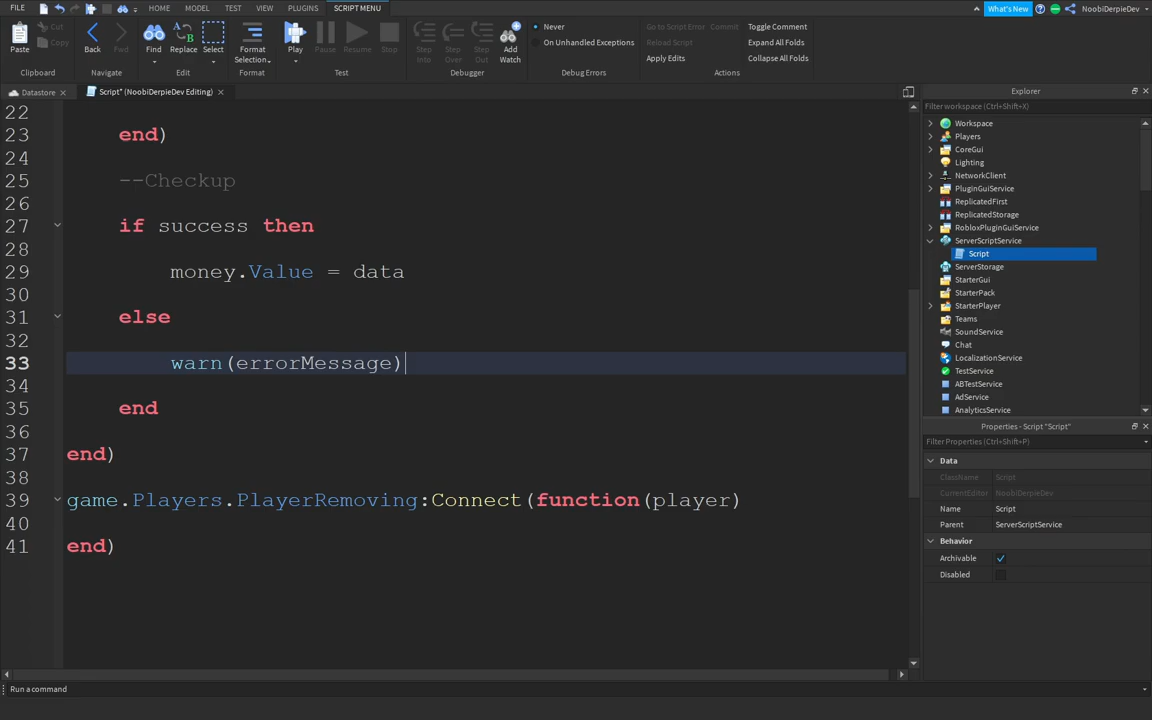 FILE
HOME MODEL TEST VIEW PLUGINS SCRIPT MENU
What's New NoobiDerpieDev
Paste Cut Copy
Back Fwd
Find Replace Select
Format Selection
Play Pause Resume Stop
Step Into Step Over Step Out Add Watch
Never
On Unhandled Exceptions
Go to Script Error Commit Toggle Comment
Reload Script Expand All Folds
Apply Edits Collapse All Folds
Clipboard Navigate Edit Format Test Debugger Debug Errors Actions
Datastore Script* (NoobiDerpieDev Editing)
22
23 end)
24
25 --Checkup
26
27 if success then
28
29 money.Value = data
30
31 else
32
33 warn(errorMessage)
34
35 end
36
37 end)
38
39 game.Players.PlayerRemoving:Connect(function(player)
40
41 end)
Explorer
Filter workspace (Ctrl+Shift+X)
Workspace
Players
CoreGui
Lighting
NetworkClient
PluginGuiService
ReplicatedFirst
ReplicatedStorage
RobloxPluginGuiService
ServerScriptService
Script
ServerStorage
StarterGui
StarterPack
StarterPlayer
Teams
SoundService
Chat
LocalizationService
TestService
ABTestService
AdService
AnalyticsService
Properties - Script "Script"
Filter Properties (Ctrl+Shift+P)
Data
ClassName Script
CurrentEditor NoobiDerpieDev
Name Script
Parent ServerScriptService
Behavior
Archivable
Disabled
Run a command